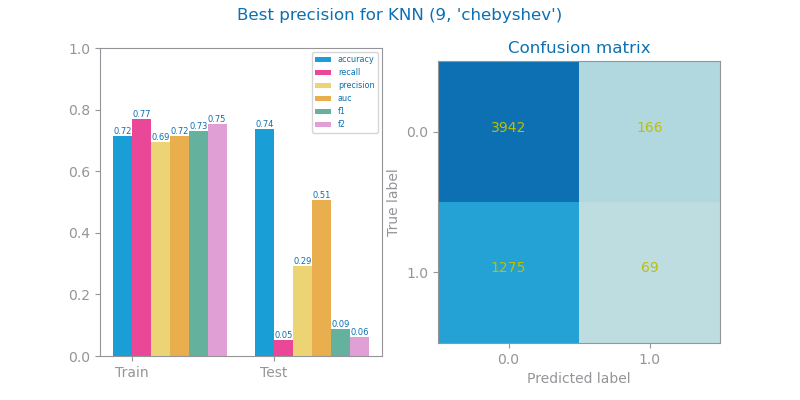 Best precision for KNN (9, 'chebyshev')
1.0
0.8
0.6
0.4
0.2
0.0
0.72
0.77
0.69
0.72
0.73
0.75
0.74
0.05
0.29
0.51
0.09
0.06
accuracy
recall
precision
auc
f1
f2
Train
Test
Confusion matrix
True label
0.0
1.0
3942
166
1275
69
0.0
1.0
Predicted label